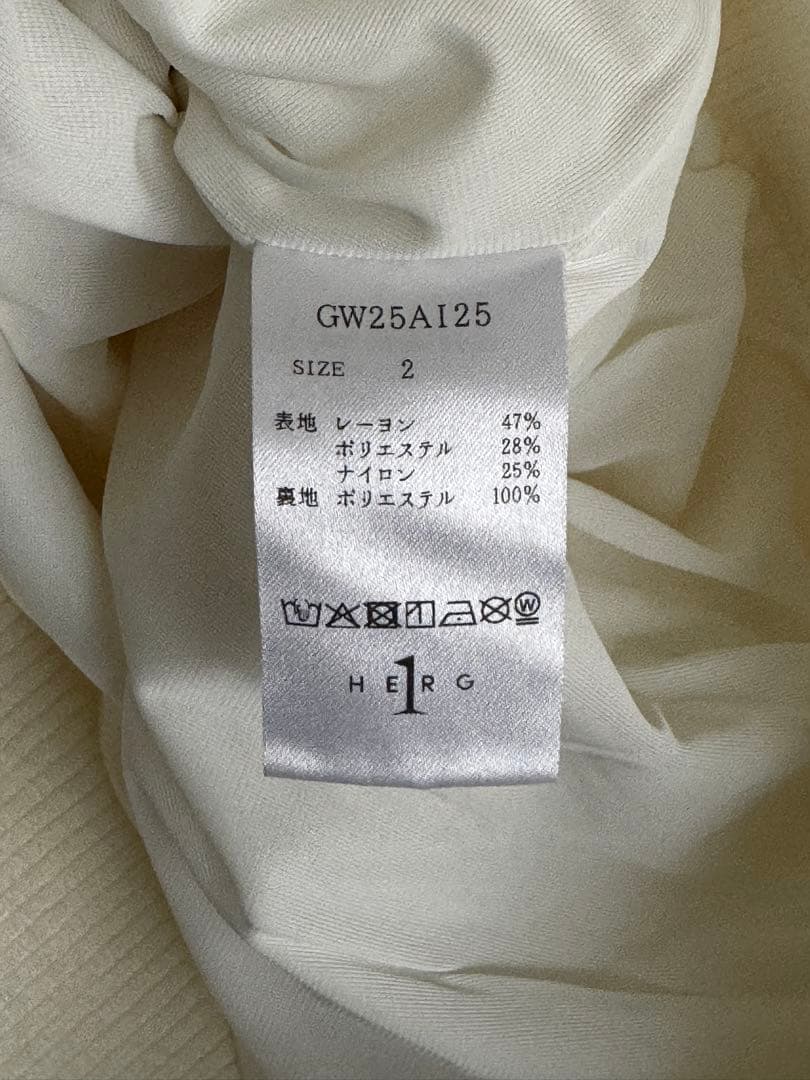 GW25AI25
SIZE 2
表地 レーヨン 47%
ポリエステル 28%
ナイロン 25%
裏地 ポリエステル 100%
W
HE1RG